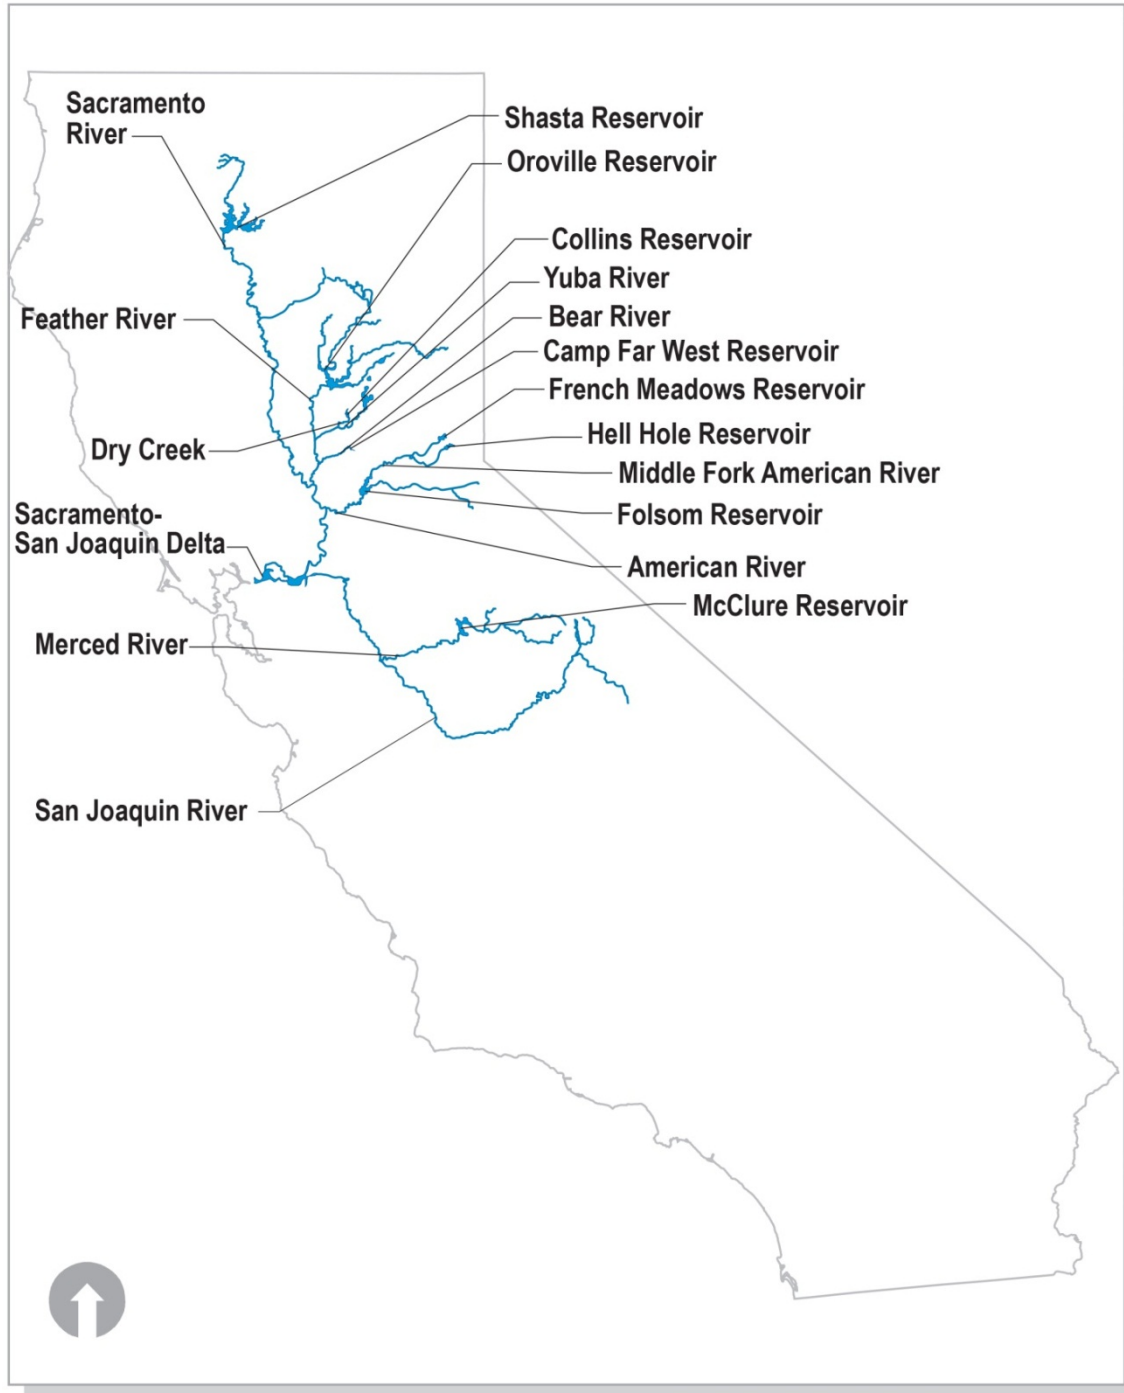 Sacramento
River
Shasta Reservoir
Oroville Reservoir
Collins Reservoir
Yuba River
Bear River
Feather River
Camp Far West Reservoir
French Meadows Reservoir
Hell Hole Reservoir
Dry Creek
Middle Fork American River
Folsom Reservoir
Sacramento-
San Joaquin Delta
American River
McClure Reservoir
Merced River
San Joaquin River